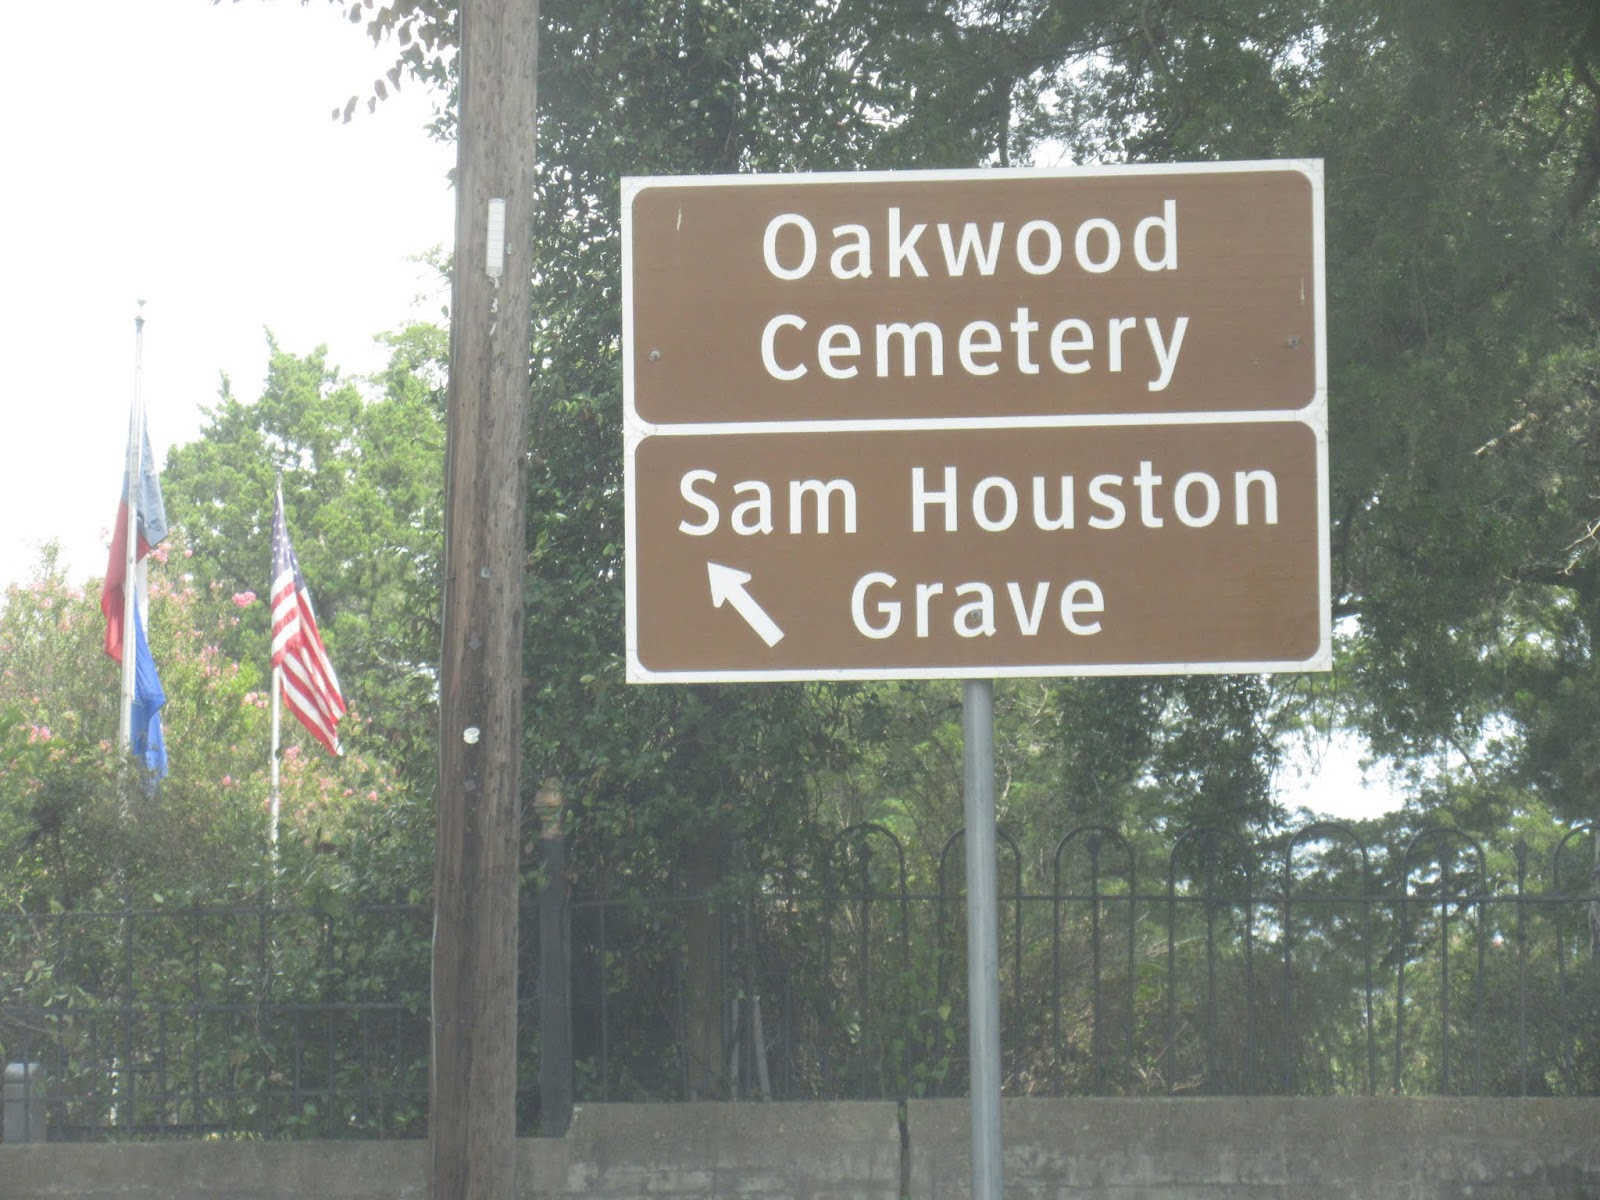 Oakwood
Cemetery
Sam Houston
Grave